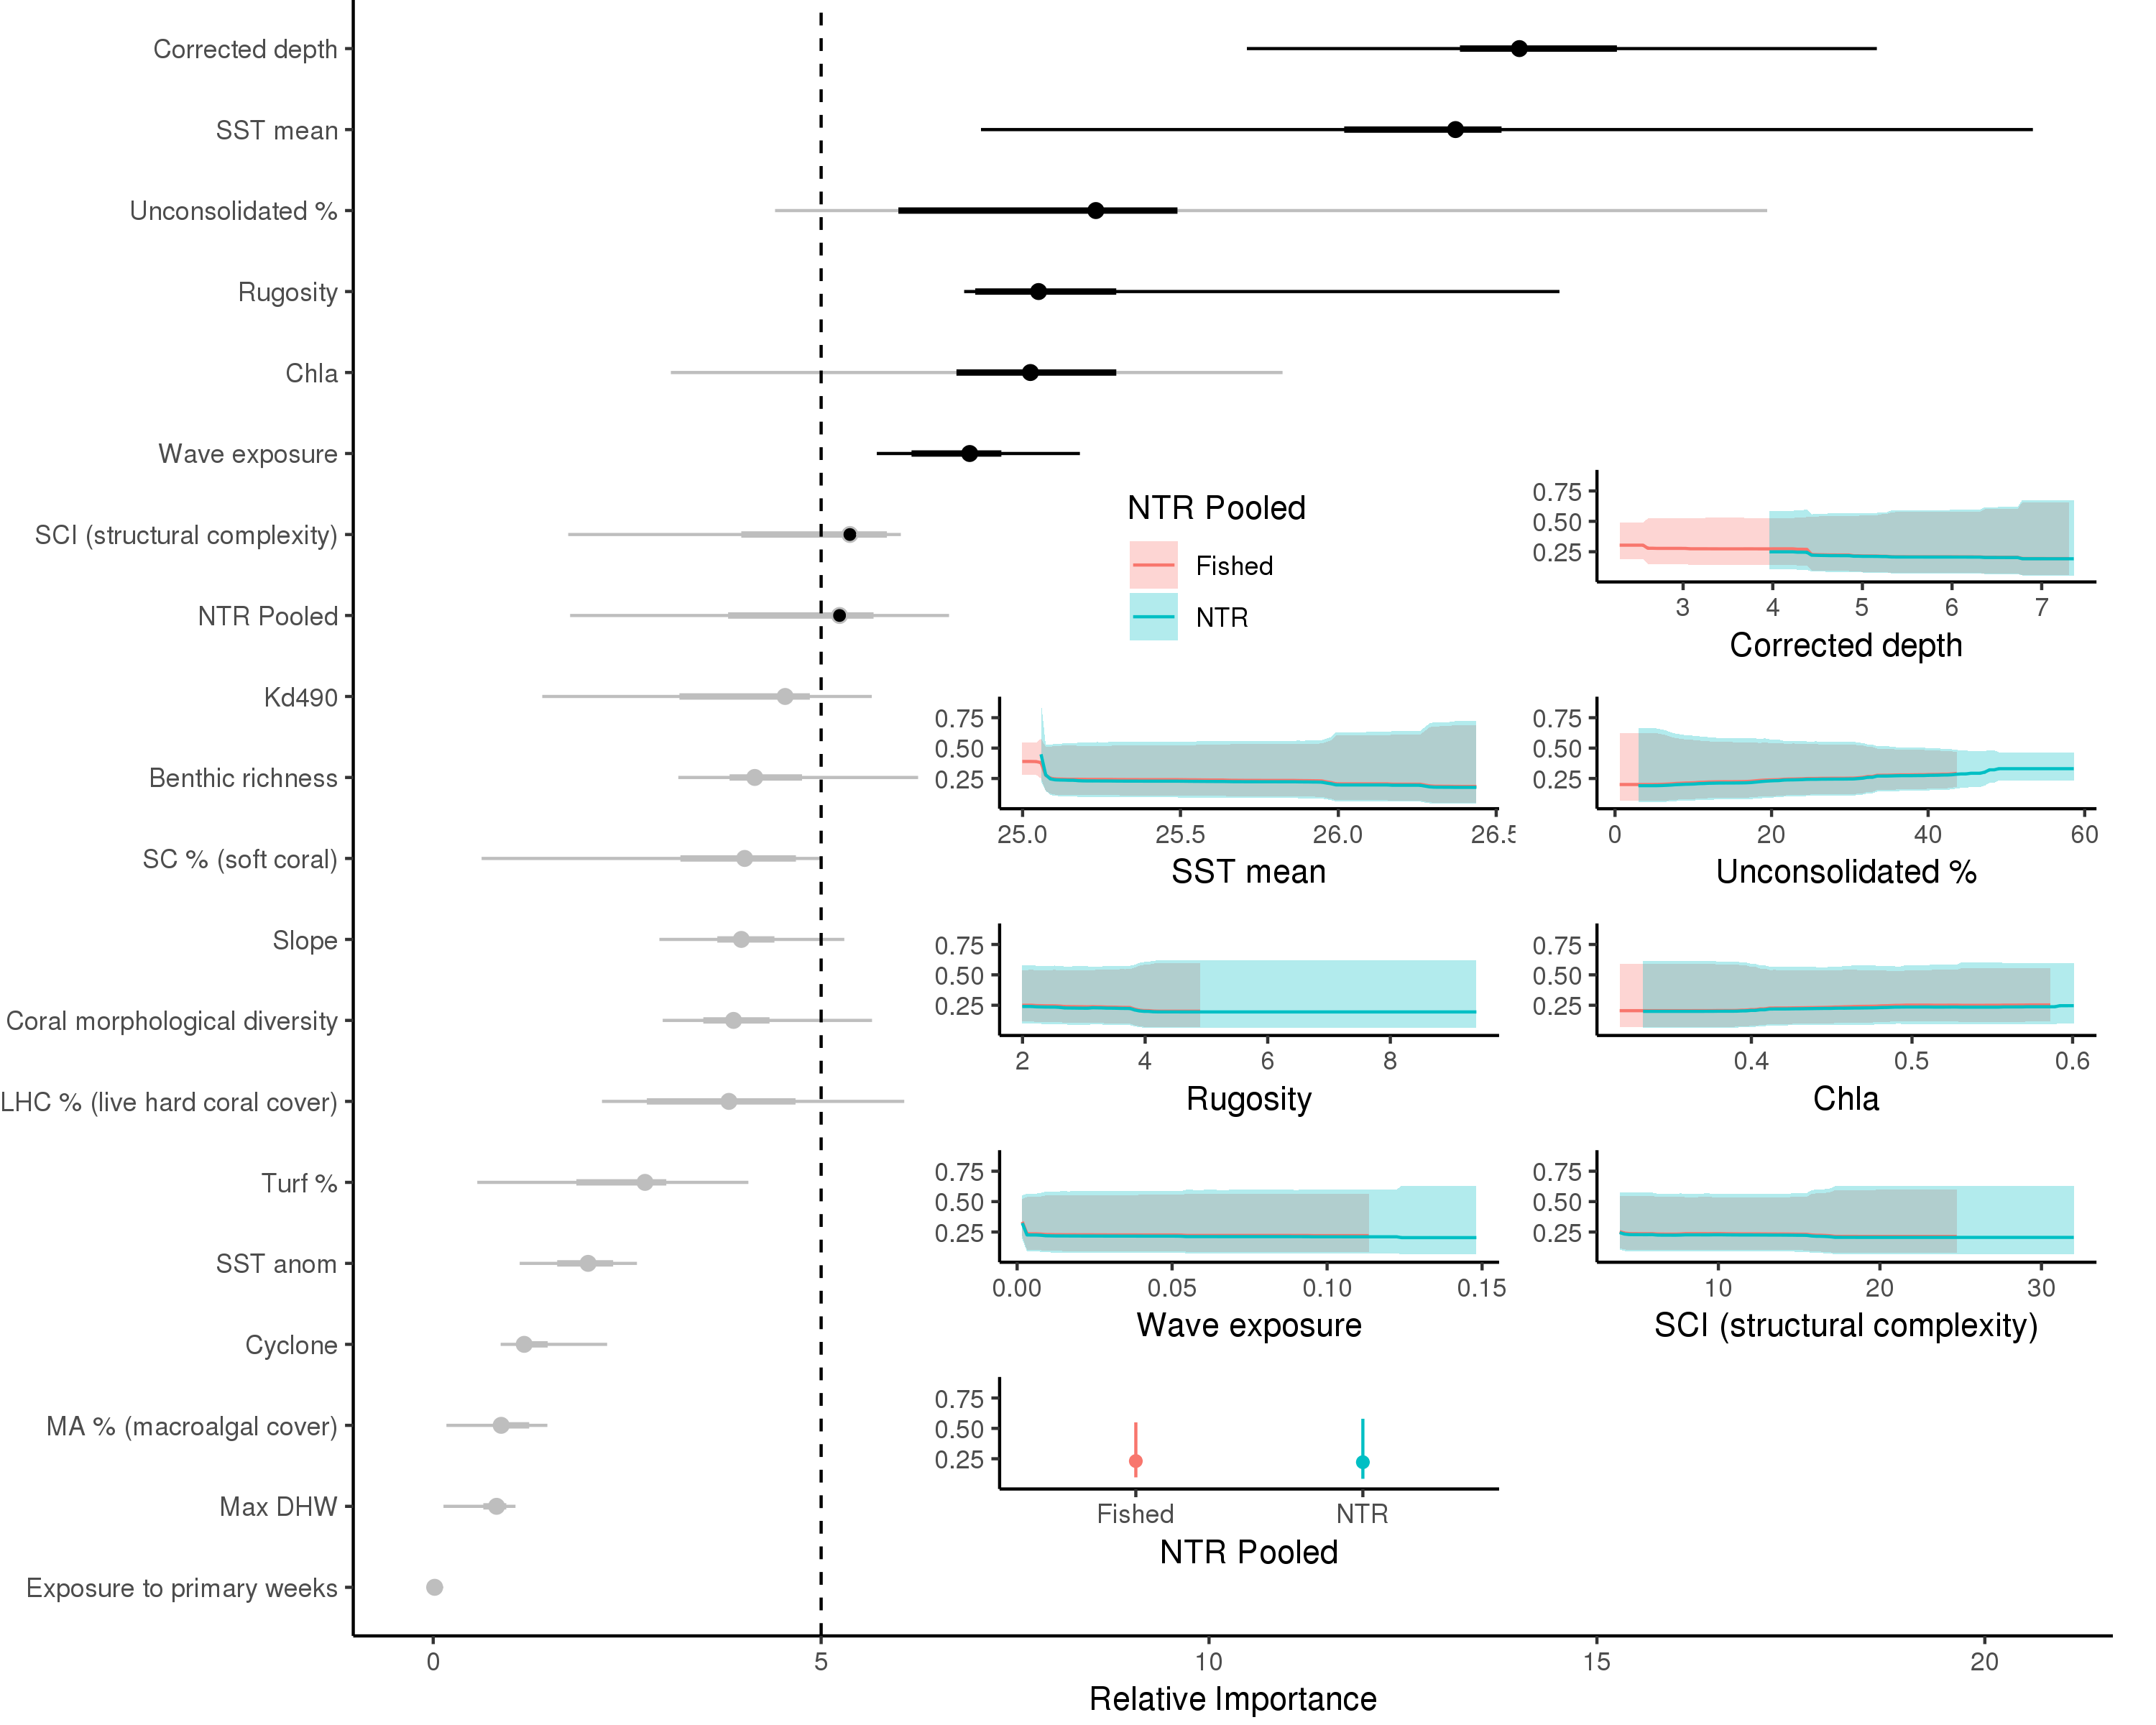 Corrected depth
SST mean
Unconsolidated %
Rugosity
Chla
Wave exposure
SCI (structural complexity)
NTR Pooled
Kd490
Benthic richness
SC % (soft coral)
Slope
Coral morphological diversity
LHC % (live hard coral cover)
Turf %
SST anom
Cyclone
MA % (macroalgal cover)
Max DHW
Exposure to primary weeks
0 5 10 15 20
Relative Importance
NTR Pooled
Fished
NTR
0.75
0.50
0.25
3 4 5 6 7
Corrected depth
0.75
0.50
0.25
25.0 25.5 26.0 26.5
SST mean
0.75
0.50
0.25
0 20 40 60
Unconsolidated %
0.75
0.50
0.25
2 4 6 8
Rugosity
0.75
0.50
0.25
0.4 0.5 0.6
Chla
0.75
0.50
0.25
0.00 0.05 0.10 0.15
Wave exposure
0.75
0.50
0.25
10 20 30
SCI (structural complexity)
0.75
0.50
0.25
Fished NTR
NTR Pooled